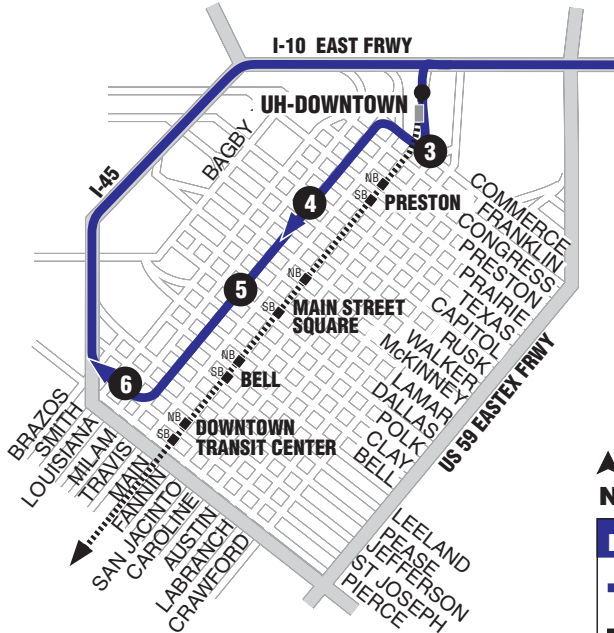 I-10 EAST FRWY
UH-DOWNTOWN
BAGBY
I-45
3
4
5
6
NB
SB
PRESTON
NB
SB
MAIN STREET
SQUARE
NB
SB
BELL
NB
SB
DOWNTOWN
TRANSIT CENTER
COMMERCE
FRANKLIN
CONGRESS
PRESTON
PRAIRIE
TEXAS
CAPITOL
RUSK
WALKER
McKINNEY
LAMAR
DALLAS
POLK
CLAY
BELL
US 59 EASTEX FRWY
LEELAND
PEASE
JEFFERSON
ST JOSEPH
PIERCE
BRAZOS
SMITH
LOUISIANA
MILAM
TRAVIS
MAIN
FANNIN
SAN JACINTO
CAROLINE
AUSTIN
LABRANCH
CRAWFORD
N